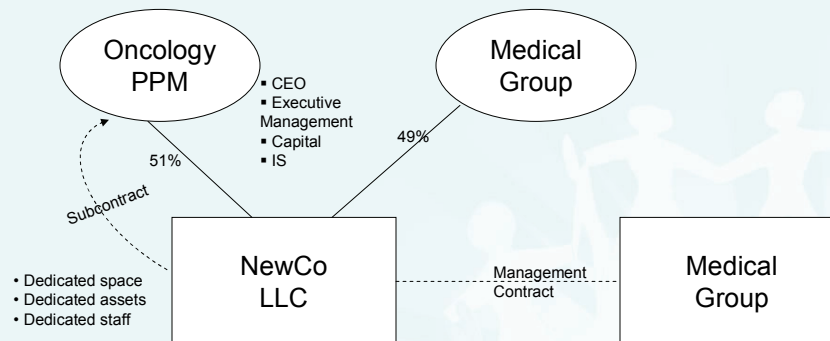 Oncology
PPM
▪ CEO
▪ Executive
Management
▪ Capital
▪ IS
Medical
Group
51%
49%
Subcontract
NewCo
LLC
• Dedicated space
• Dedicated assets
• Dedicated staff
Management
Contract
Medical
Group